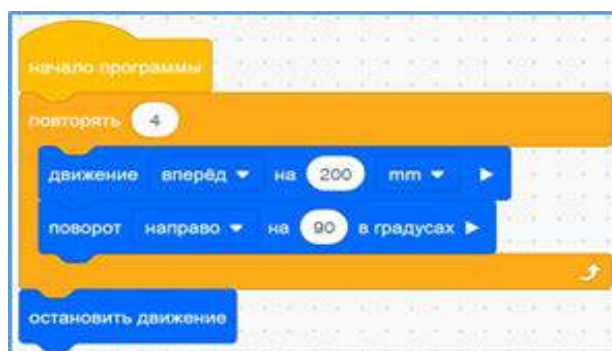 начало программы
повторять 4
движение вперёд на 200 mm
поворот направо на 90 в градусах
остановить движение